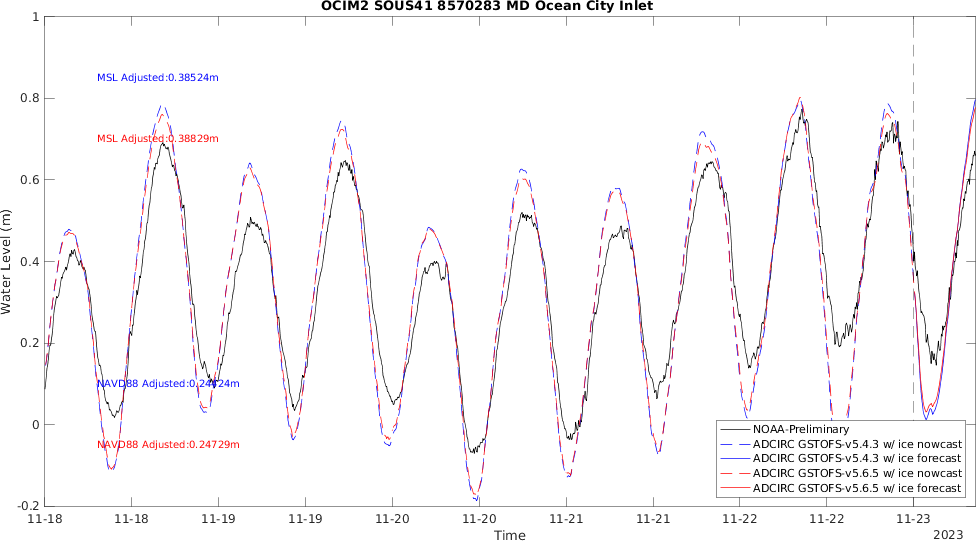 OCIM2 SOUS41 8570283 MD Ocean City Inlet
1
0.8
0.6
0.4
0.2
0
-0.2
Water Level (m)
MSL Adjusted:0.38524m
MSL Adjusted:0.38829m
NAVD88 Adjusted:0.24424m
NAVD88 Adjusted:0.24729m
NOAA-Preliminary
ADCIRC GSTOFS-v5.4.3 w/ ice nowcast
ADCIRC GSTOFS-v5.4.3 w/ ice forecast
ADCIRC GSTOFS-v5.6.5 w/ ice nowcast
ADCIRC GSTOFS-v5.6.5 w/ ice forecast
11-18 11-18 11-19 11-19 11-20 11-20 11-21 11-21 11-22 11-22 11-23
Time
2023